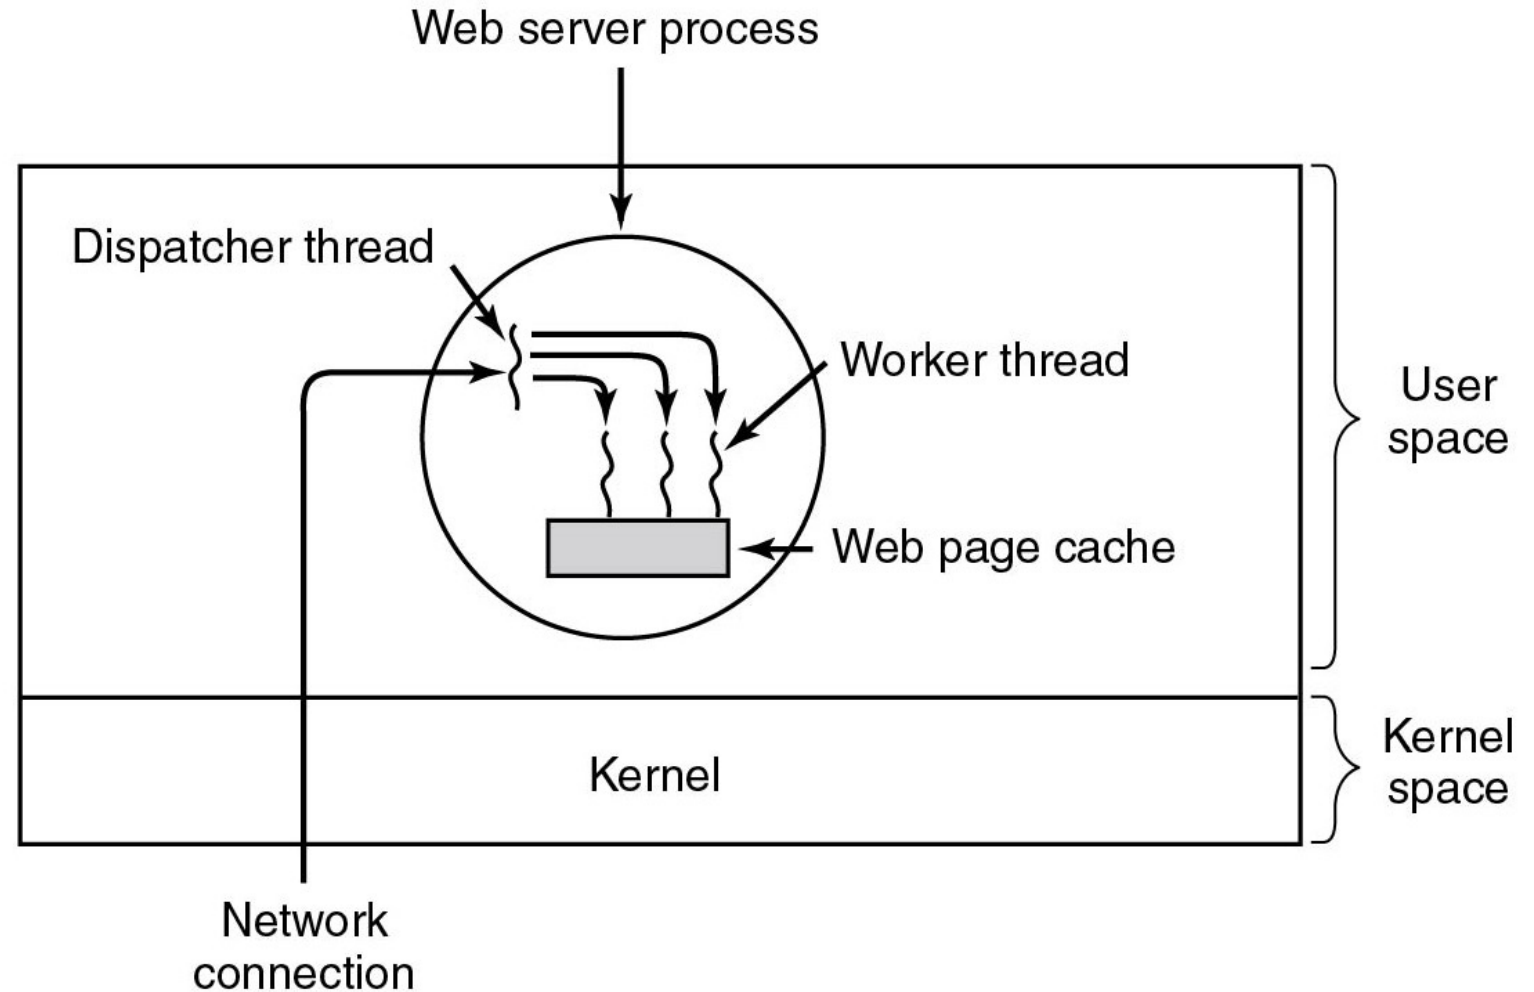 Web server process
Dispatcher thread
Worker thread
User
space
Web page cache
Kernel
Kernel
space
Network
connection